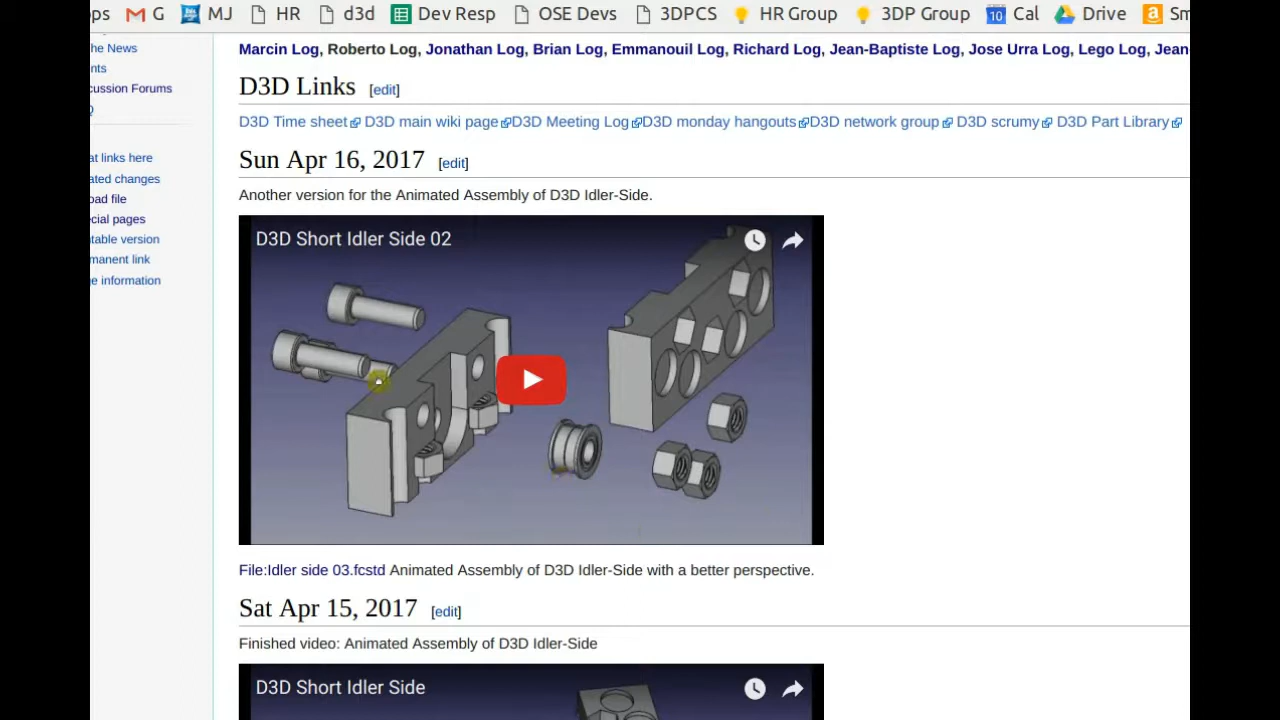 ps G MJ HR d3d Dev Resp OSE Devs 3DPCS HR Group 3DP Group 10 Cal Drive a Sm
he News
nts
cussion Forums
Marcin Log, Roberto Log, Jonathan Log, Brian Log, Emmanouil Log, Richard Log, Jean-Baptiste Log, Jose Urra Log, Lego Log, Jean
D3D Links [edit]
D3D Time sheet D3D main wiki page D3D Meeting Log D3D monday hangouts D3D network group D3D scrumy D3D Part Library
at links here
ated changes
oad file
ecial pages
ntable version
manent link
e information
Sun Apr 16, 2017 [edit]
Another version for the Animated Assembly of D3D Idler-Side.
D3D Short Idler Side 02
File:Idler side 03.fcstd Animated Assembly of D3D Idler-Side with a better perspective.
Sat Apr 15, 2017 [edit]
Finished video: Animated Assembly of D3D Idler-Side
D3D Short Idler Side